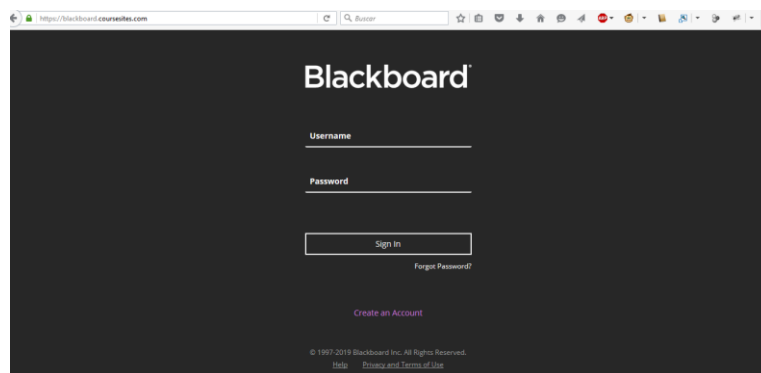 https://blackboard.coursesites.com
Buscar
ABP
Blackboard
Username
Password
Sign In
Forgot Password?
Create an Account
© 1997-2019 Blackboard Inc. All Rights Reserved.
Help Privacy and Terms of Use